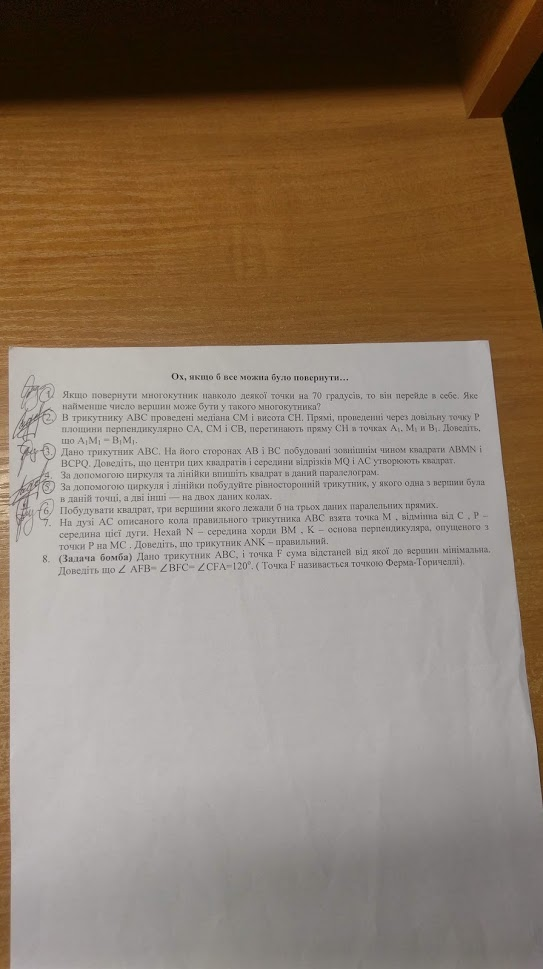 Ох, якщо б все можна було повернути…
1. Якщо повернути многокутник навколо деякої точки на 70 градусів, то він перейде в себе. Яке
найменше число вершин може бути у такого многокутника?
2. В трикутнику ABC проведені медіана CM і висота CH. Прямі, проведенні через довільну точку P
площини перпендикулярно CA, CM і CB, перетинають пряму CH в точках A₁, M₁ и B₁. Доведіть,
що A₁M₁ = B₁M₁.
3. Дано трикутник ABC. На його сторонах AB і BC побудовані зовнішнім чином квадрати ABMN і
BCPQ. Доведіть, що центри цих квадратів і середини відрізків MQ і AC утворюють квадрат.
4. За допомогою циркуля та лінійки впишіть квадрат в даний паралелограм.
5. За допомогою циркуля і лінійки побудуйте рівносторонній трикутник, у якого одна з вершин була
в даній точці, а дві інші — на двох даних колах.
6. Побудувати квадрат, три вершини якого лежали б на трьох даних паралельних прямих.
7. На дузі AC описаного кола правильного трикутника ABC взята точка M , відмінна від C , P –
середина цієї дуги. Нехай N – середина хорди BM , K – основа перпендикуляра, опущеного з
точки P на MC . Доведіть, що трикутник ANK – правильний.
8. (Задача бомба) Дано трикутник ABC, і точка F сума відстаней від якої до вершин мінімальна.
Доведіть що ∠ AFB= ∠BFC= ∠CFA=120°. ( Точка F називається точкою Ферма-Торичеллі).